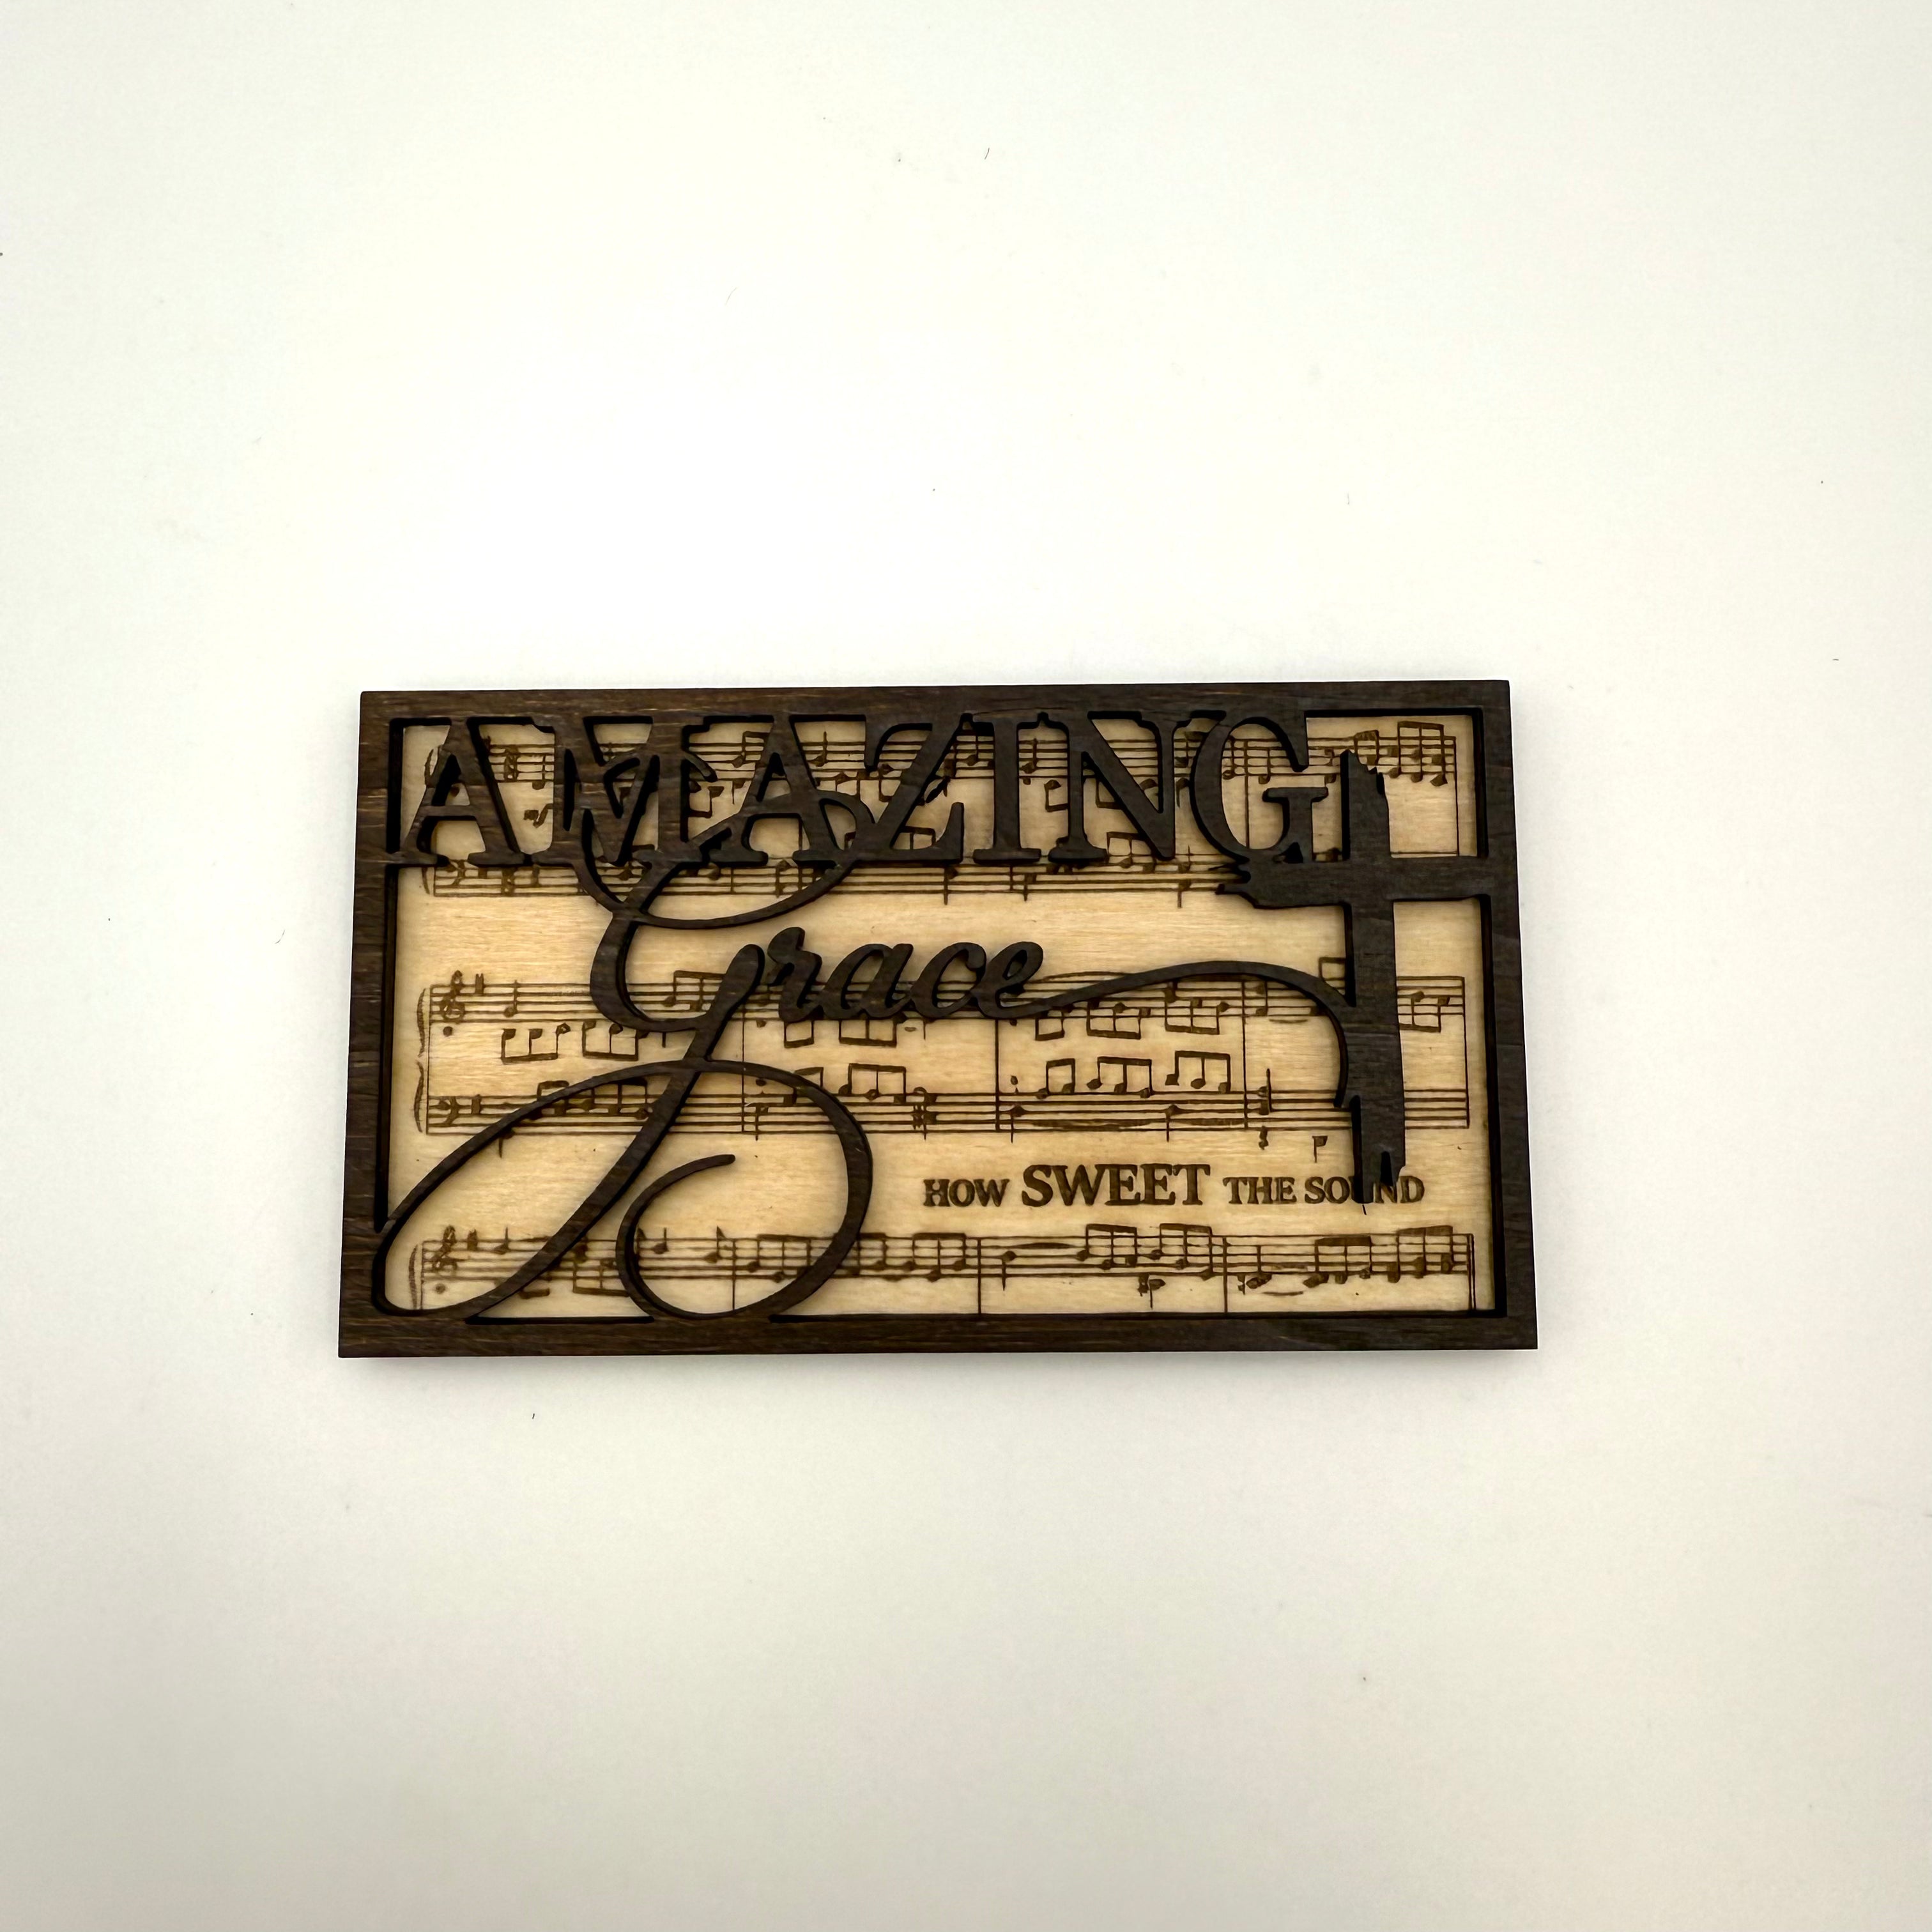 AMAZING
Grace
HOW SWEET THE SOUND